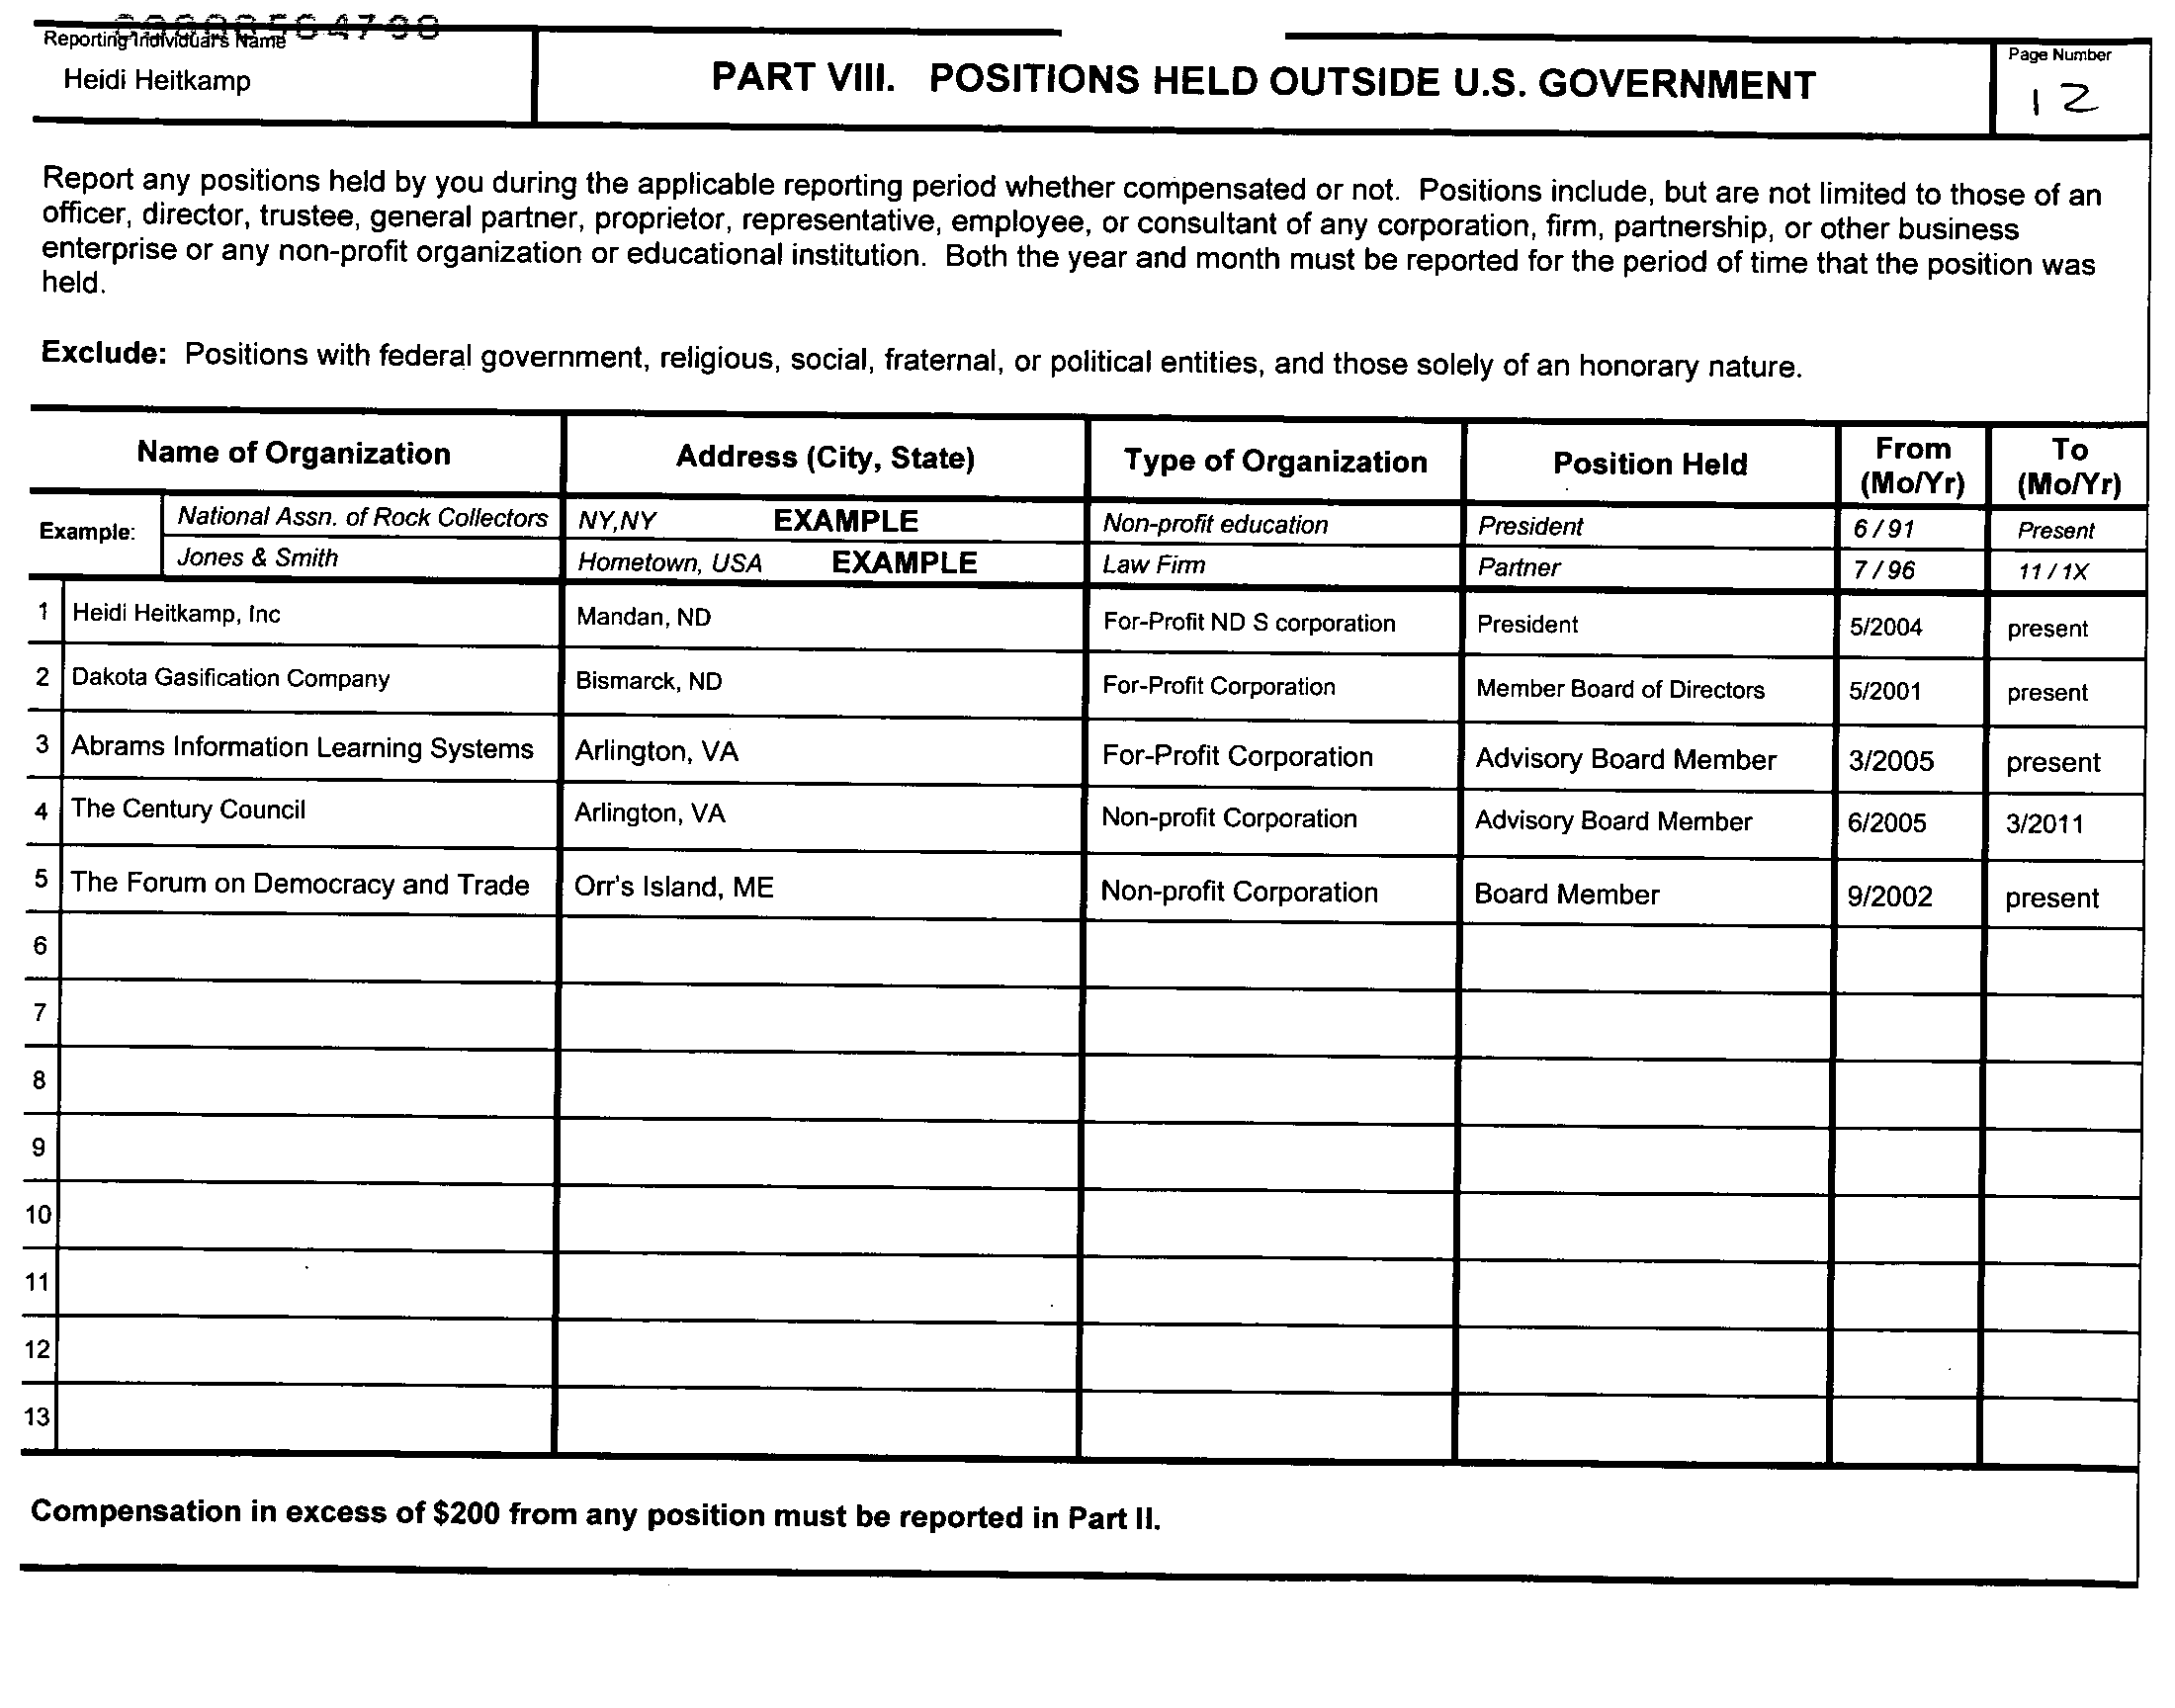 Reporting Individual's Name
Heidi Heitkamp
PART VIII. POSITIONS HELD OUTSIDE U.S. GOVERNMENT
Page Number
12
Report any positions held by you during the applicable reporting period whether compensated or not. Positions include, but are not limited to those of an
officer, director, trustee, general partner, proprietor, representative, employee, or consultant of any corporation, firm, partnership, or other business
enterprise or any non-profit organization or educational institution. Both the year and month must be reported for the period of time that the position was
held.
Exclude: Positions with federal government, religious, social, fraternal, or political entities, and those solely of an honorary nature.
Name of Organization Address (City, State) Type of Organization Position Held From (Mo/Yr) To (Mo/Yr)
Example: National Assn. of Rock Collectors NY,NY EXAMPLE Non-profit education President 6 / 91 Present
Jones & Smith Hometown, USA EXAMPLE Law Firm Partner 7 / 96 11 / 1X
1 Heidi Heitkamp, Inc Mandan, ND For-Profit ND S corporation President 5/2004 present
2 Dakota Gasification Company Bismarck, ND For-Profit Corporation Member Board of Directors 5/2001 present
3 Abrams Information Learning Systems Arlington, VA For-Profit Corporation Advisory Board Member 3/2005 present
4 The Century Council Arlington, VA Non-profit Corporation Advisory Board Member 6/2005 3/2011
5 The Forum on Democracy and Trade Orr's Island, ME Non-profit Corporation Board Member 9/2002 present
6
7
8
9
10
11
12
13
Compensation in excess of $200 from any position must be reported in Part II.